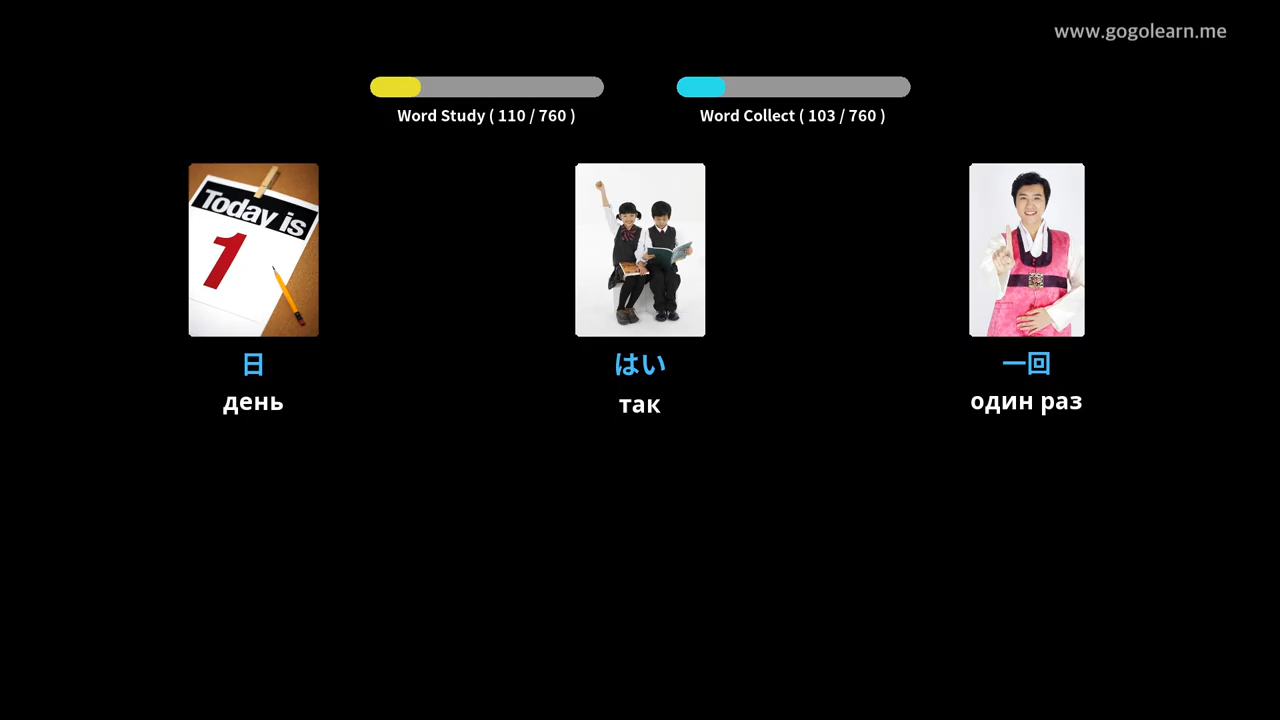 www.gogolearn.me
Word Study ( 110 / 760 )
Word Collect ( 103 / 760 )
Today is
1
日
день
はい
так
一回
один раз